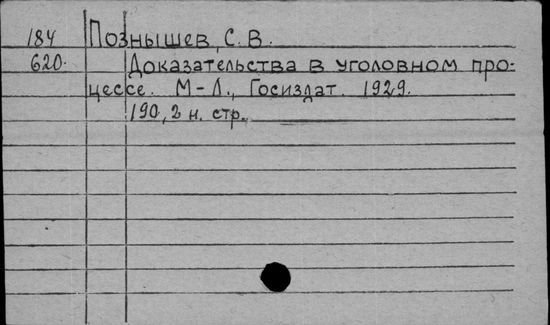 184 Познышев, С. В.
620. Доказательства в уголовном про-
цессе. М-Л., Госиздат. 1929.
190, 2 н. стр.